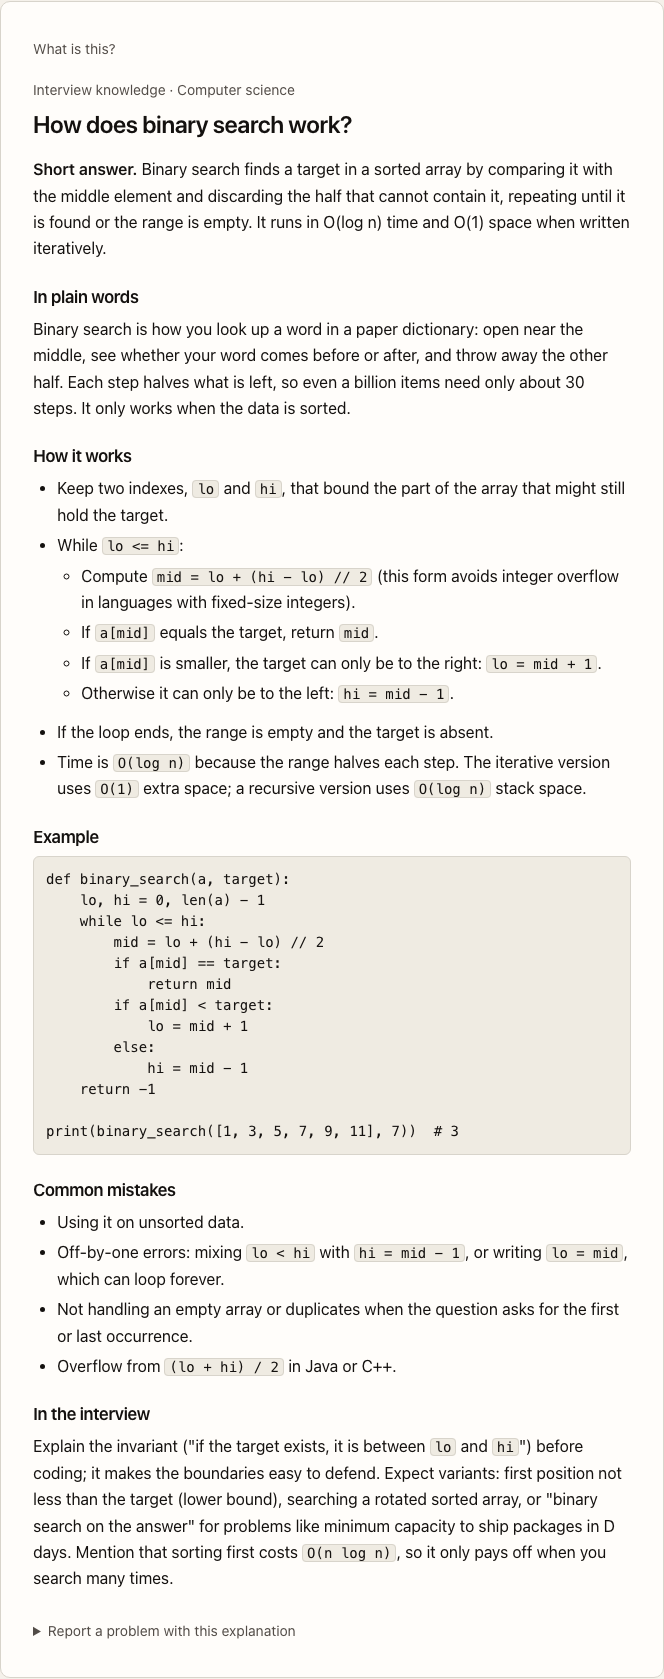 What is this?
Interview knowledge · Computer science
How does binary search work?
Short answer. Binary search finds a target in a sorted array by comparing it with
the middle element and discarding the half that cannot contain it, repeating until it
is found or the range is empty. It runs in O(log n) time and O(1) space when written
iteratively.
In plain words
Binary search is how you look up a word in a paper dictionary: open near the
middle, see whether your word comes before or after, and throw away the other
half. Each step halves what is left, so even a billion items need only about 30
steps. It only works when the data is sorted.
How it works
• Keep two indexes, lo and hi, that bound the part of the array that might still
hold the target.
• While lo <= hi:
◦ Compute mid = lo + (hi − lo) // 2 (this form avoids integer overflow
in languages with fixed-size integers).
◦ If a[mid] equals the target, return mid.
◦ If a[mid] is smaller, the target can only be to the right: lo = mid + 1.
◦ Otherwise it can only be to the left: hi = mid − 1.
• If the loop ends, the range is empty and the target is absent.
• Time is O(log n) because the range halves each step. The iterative version
uses O(1) extra space; a recursive version uses O(log n) stack space.
Example
def binary_search(a, target):
    lo, hi = 0, len(a) − 1
    while lo <= hi:
        mid = lo + (hi − lo) // 2
        if a[mid] == target:
            return mid
        if a[mid] < target:
            lo = mid + 1
        else:
            hi = mid − 1
    return −1
print(binary_search([1, 3, 5, 7, 9, 11], 7))  # 3
Common mistakes
• Using it on unsorted data.
• Off-by-one errors: mixing lo < hi with hi = mid − 1, or writing lo = mid,
which can loop forever.
• Not handling an empty array or duplicates when the question asks for the first
or last occurrence.
• Overflow from (lo + hi) / 2 in Java or C++.
In the interview
Explain the invariant ("if the target exists, it is between lo and hi") before
coding; it makes the boundaries easy to defend. Expect variants: first position not
less than the target (lower bound), searching a rotated sorted array, or "binary
search on the answer" for problems like minimum capacity to ship packages in D
days. Mention that sorting first costs O(n log n), so it only pays off when you
search many times.
▶ Report a problem with this explanation